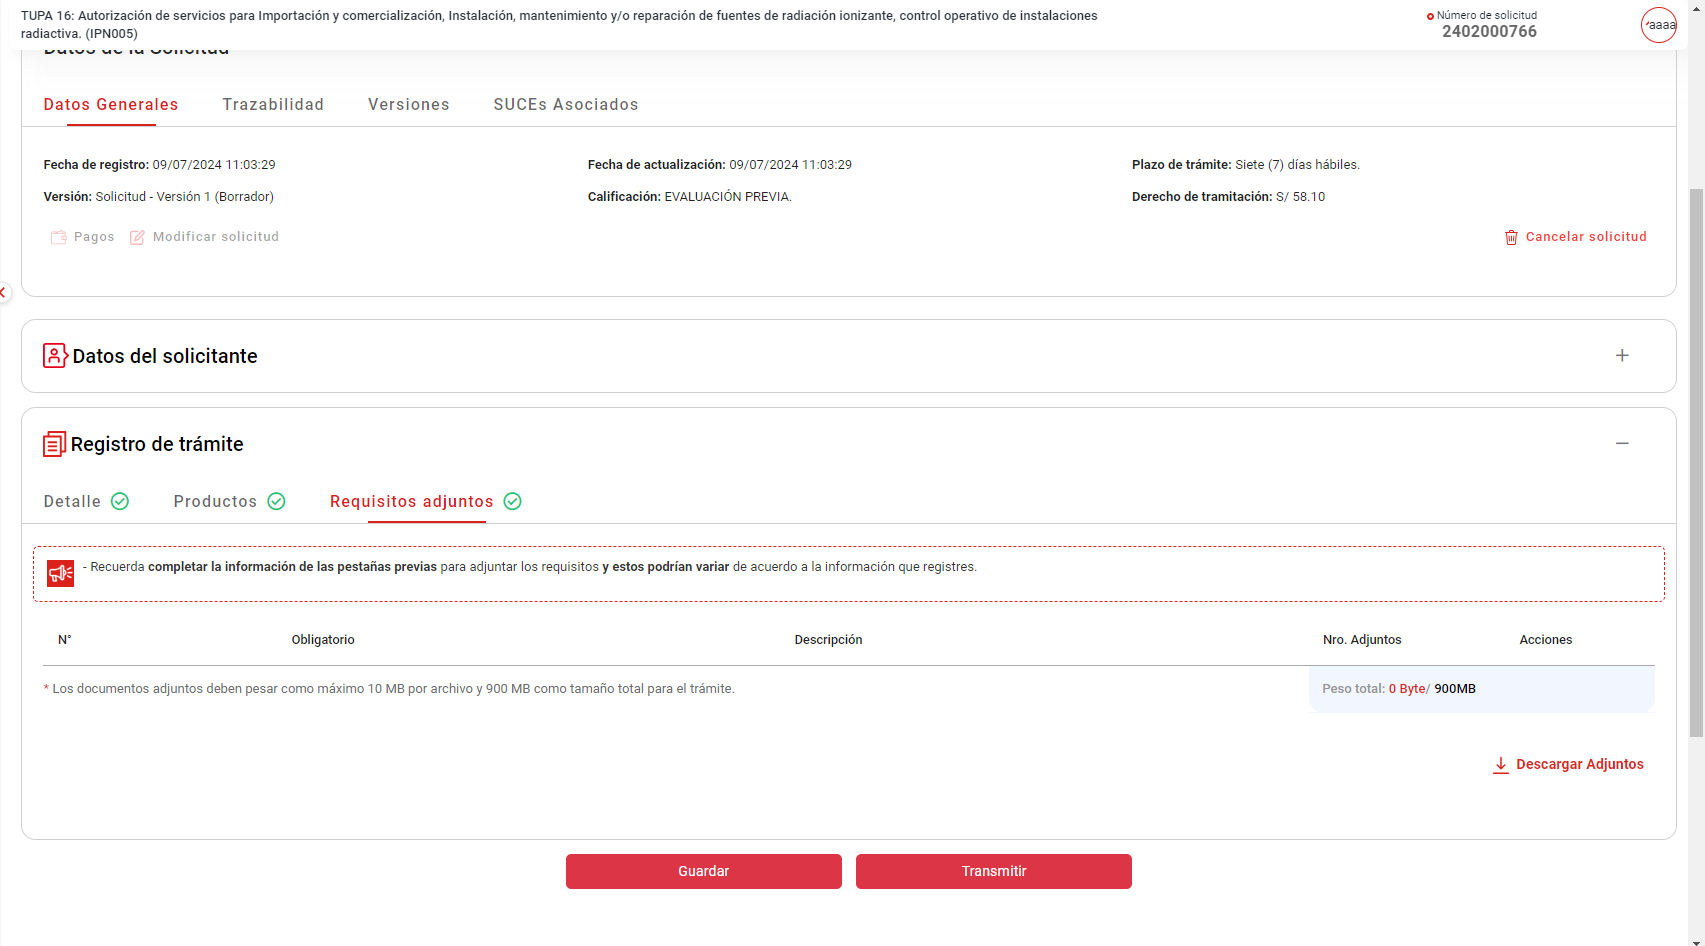 TUPA 16: Autorización de servicios para Importación y comercialización, Instalación, mantenimiento y/o reparación de fuentes de radiación ionizante, control operativo de instalaciones
radiactiva. (IPN005)
Número de solicitud
2402000766
aaaa
Datos de la Solicitud
Datos Generales Trazabilidad Versiones SUCEs Asociados
Fecha de registro: 09/07/2024 11:03:29 Fecha de actualización: 09/07/2024 11:03:29 Plazo de trámite: Siete (7) días hábiles.
Versión: Solicitud - Versión 1 (Borrador) Calificación: EVALUACIÓN PREVIA. Derecho de tramitación: S/ 58.10
Pagos Modificar solicitud Cancelar solicitud
Datos del solicitante
Registro de trámite
Detalle Productos Requisitos adjuntos
- Recuerda completar la información de las pestañas previas para adjuntar los requisitos y estos podrían variar de acuerdo a la información que registres.
N° Obligatorio Descripción Nro. Adjuntos Acciones
* Los documentos adjuntos deben pesar como máximo 10 MB por archivo y 900 MB como tamaño total para el trámite. Peso total: 0 Byte/ 900MB
Descargar Adjuntos
Guardar Transmitir